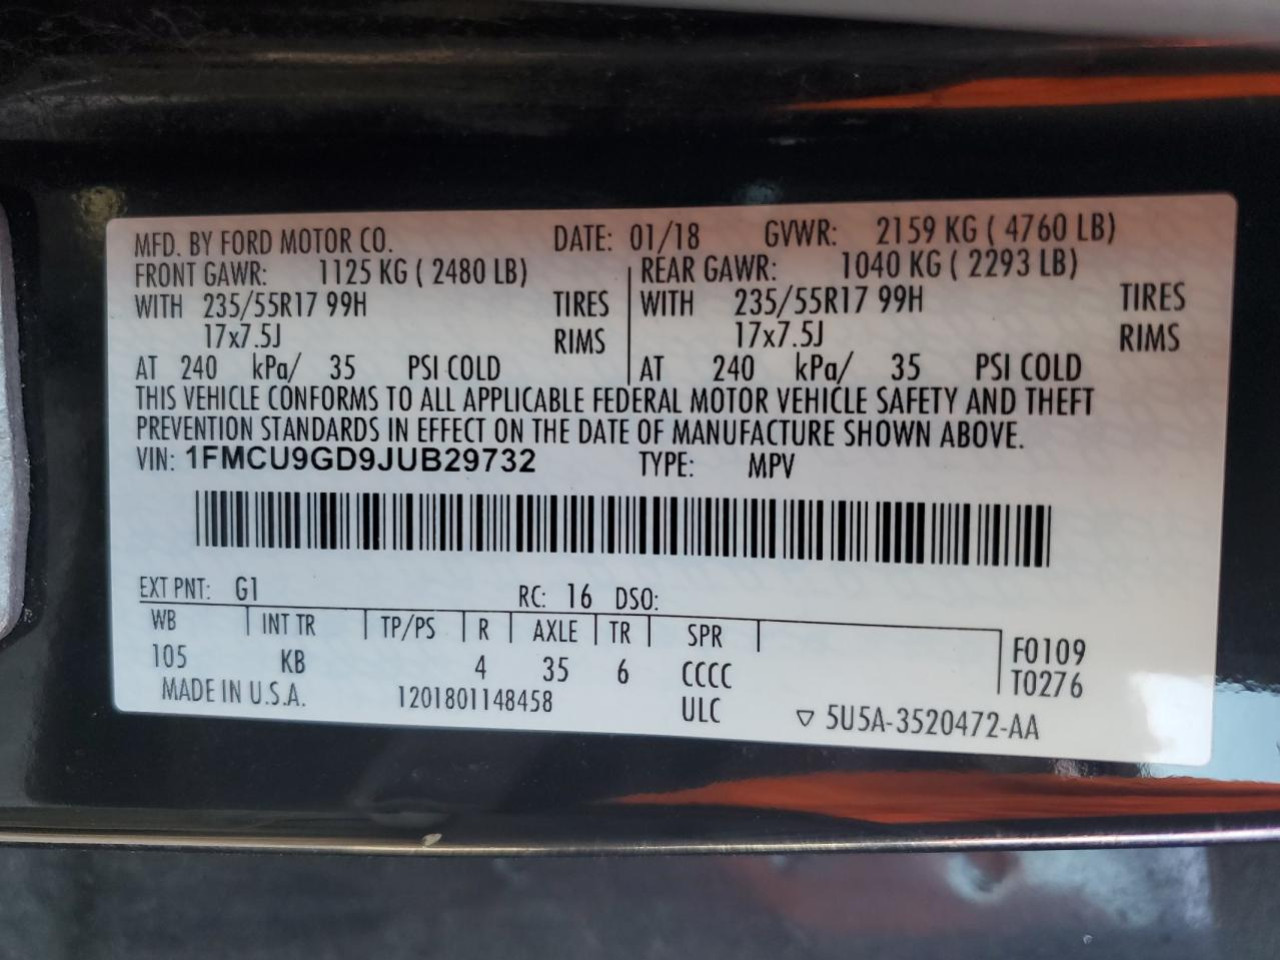 MFD. BY FORD MOTOR CO. DATE: 01/18 GVWR: 2159 KG ( 4760 LB)
FRONT GAWR: 1125 KG ( 2480 LB) REAR GAWR: 1040 KG ( 2293 LB)
WITH 235/55R17 99H TIRES WITH 235/55R17 99H TIRES
17x7.5J RIMS 17x7.5J RIMS
AT 240 kPa/ 35 PSI COLD AT 240 kPa/ 35 PSI COLD
THIS VEHICLE CONFORMS TO ALL APPLICABLE FEDERAL MOTOR VEHICLE SAFETY AND THEFT
PREVENTION STANDARDS IN EFFECT ON THE DATE OF MANUFACTURE SHOWN ABOVE.
VIN: 1FMCU9GD9JUB29732 TYPE: MPV
EXT PNT: G1 RC: 16 DSO:
WB INT TR TP/PS R AXLE TR SPR
105 KB 4 35 6 CCCC
F0109
T0276
MADE IN U.S.A. 1201801148458 ULC ▽ 5U5A-3520472-AA